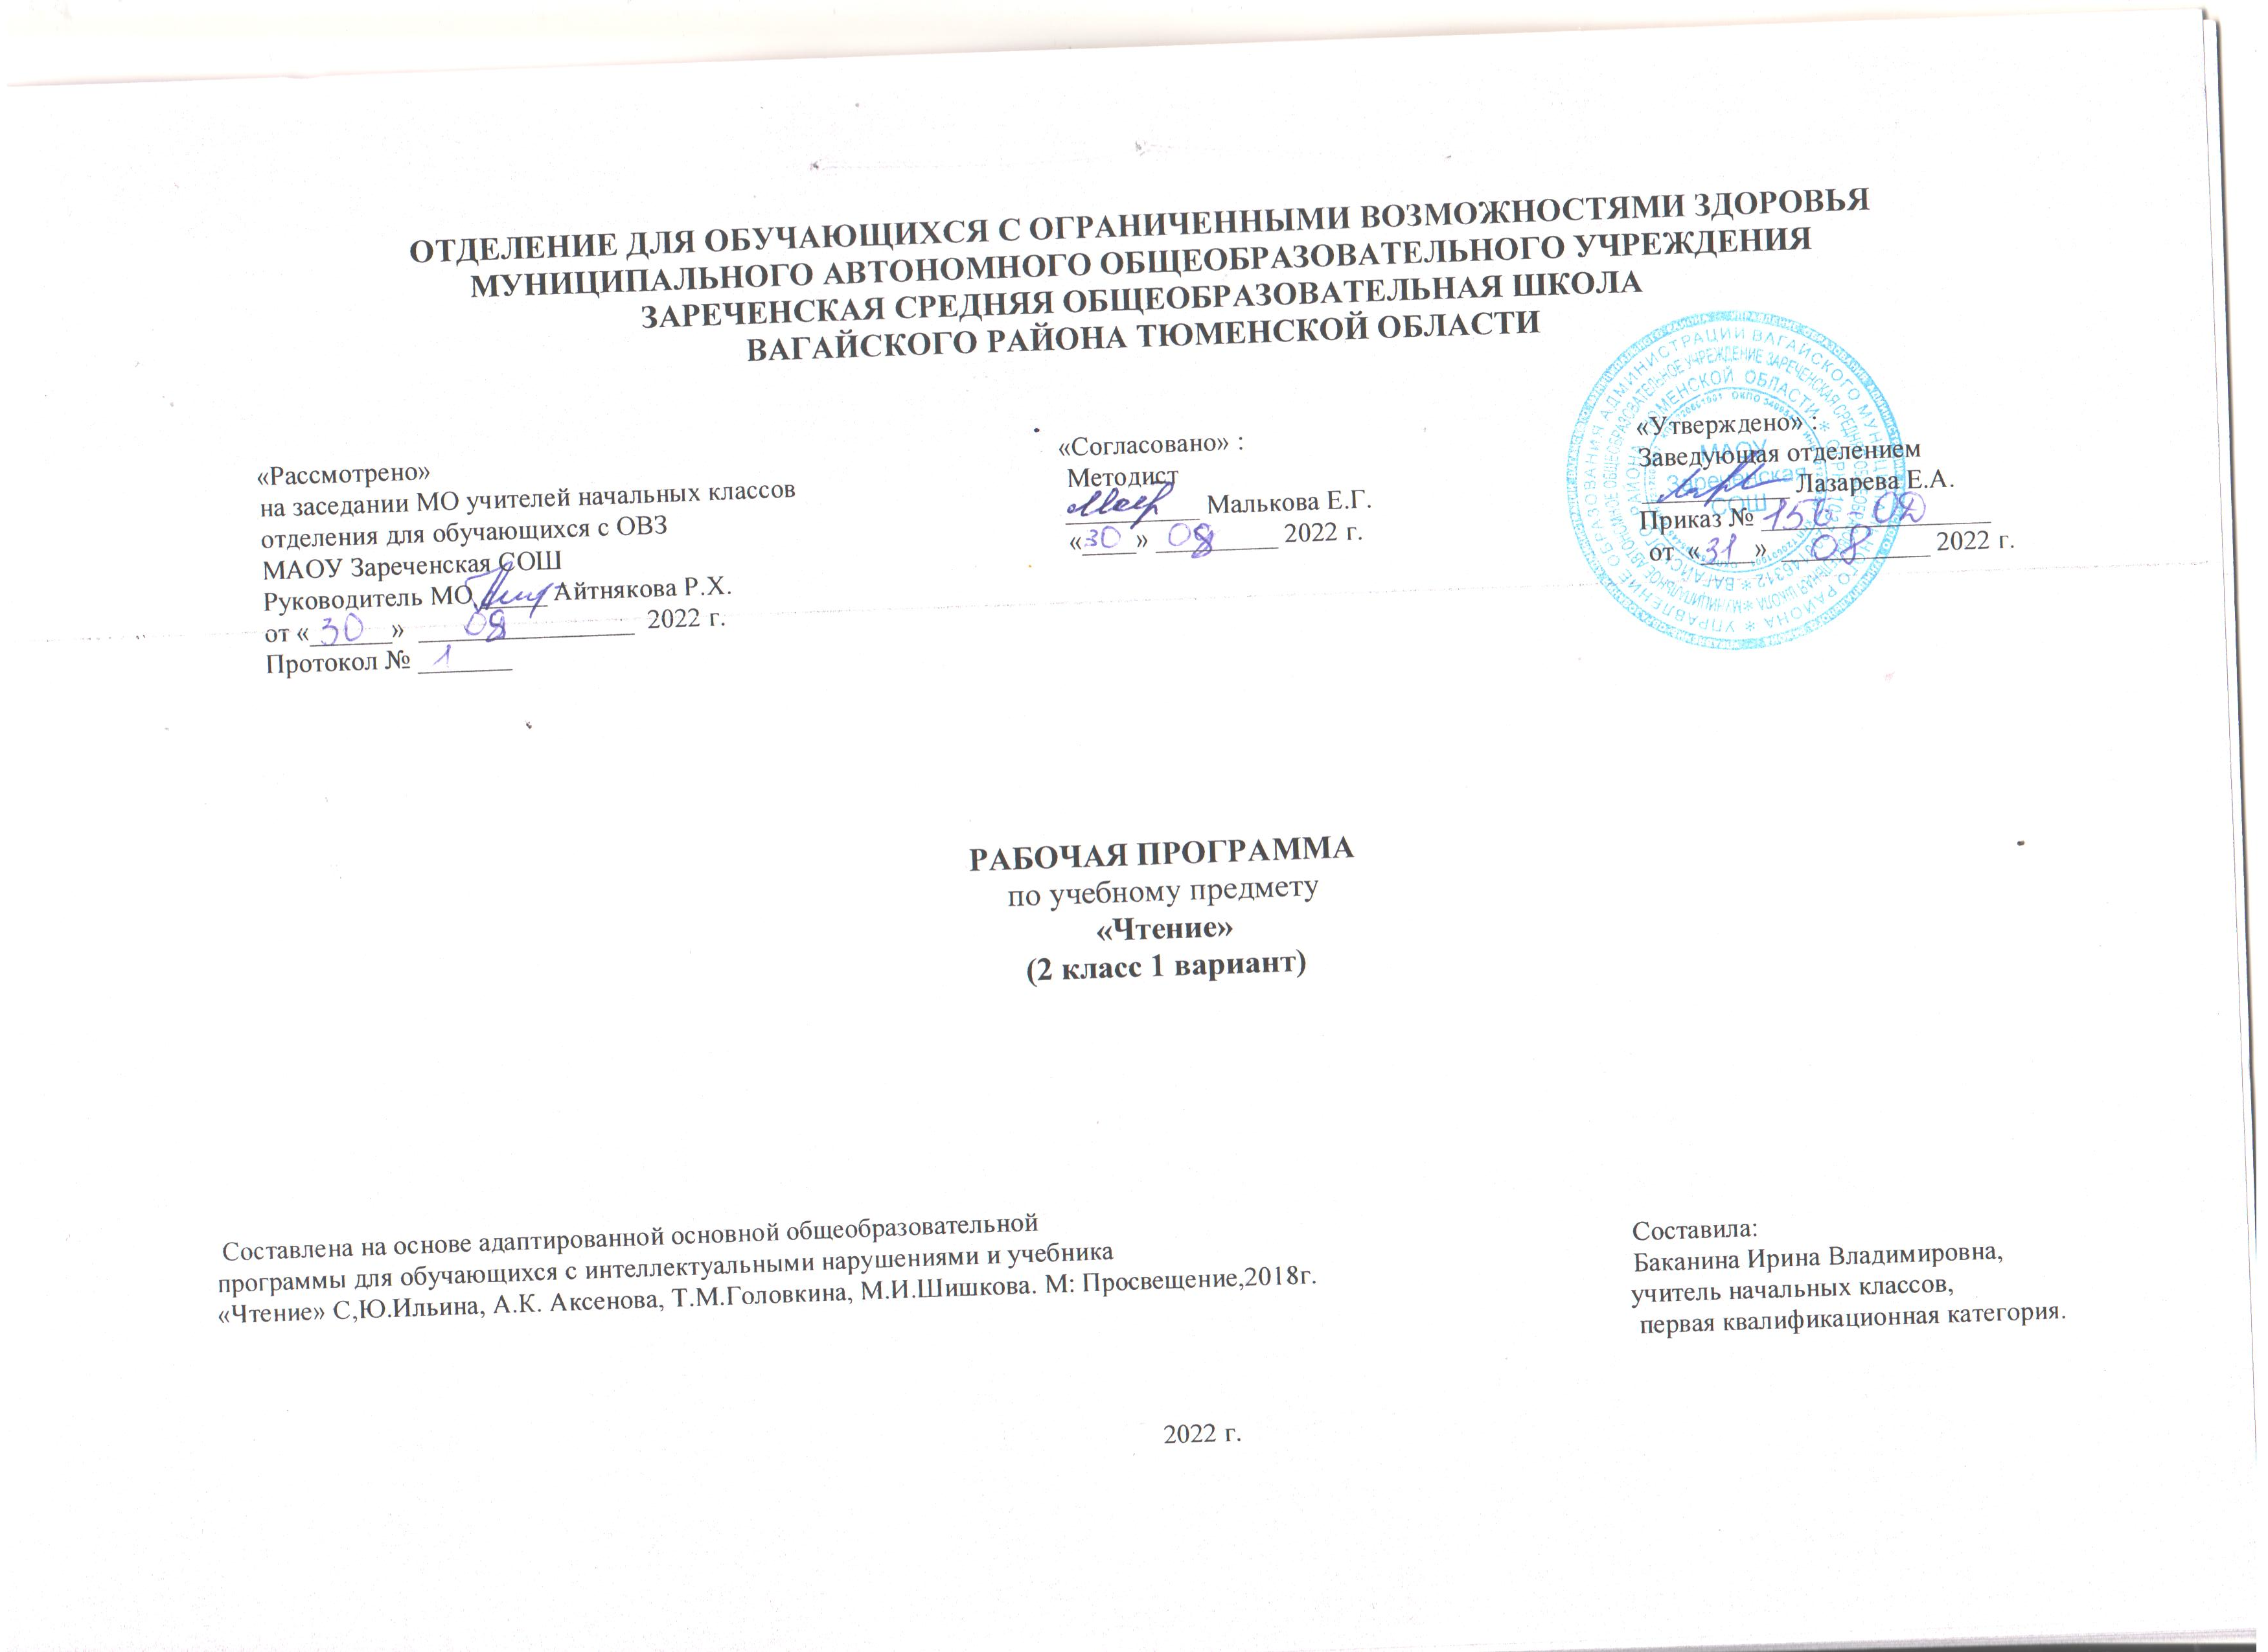 ОТДЕЛЕНИЕ ДЛЯ ОБУЧАЮЩИХСЯ С ОГРАНИЧЕННЫМИ ВОЗМОЖНОСТЯМИ ЗДОРОВЬЯ
МУНИЦИПАЛЬНОГО АВТОНОМНОГО ОБЩЕОБРАЗОВАТЕЛЬНОГО УЧРЕЖДЕНИЯ
ЗАРЕЧЕНСКАЯ СРЕДНЯЯ ОБЩЕОБРАЗОВАТЕЛЬНАЯ ШКОЛА
ВАГАЙСКОГО РАЙОНА ТЮМЕНСКОЙ ОБЛАСТИ
«Рассмотрено»
на заседании МО учителей начальных классов
отделения для обучающихся с ОВЗ
МАОУ Зареченская СОШ
Руководитель МО Айтнякова Р.Х.
от «30» 08 2022 г.
Протокол № 1
«Согласовано» :
Методист
Малькова Е.Г.
«30» 08 2022 г.
«Утверждено» :
Заведующая отделением
Лазарева Е.А.
Приказ № 156-ОД
от «31» 08 2022 г.
МАОУ
Зареченская
СОШ
РАБОЧАЯ ПРОГРАММА
по учебному предмету
«Чтение»
(2 класс 1 вариант)
Составлена на основе адаптированной основной общеобразовательной
программы для обучающихся с интеллектуальными нарушениями и учебника
«Чтение» С,Ю.Ильина, А.К. Аксенова, Т.М.Головкина, М.И.Шишкова. М: Просвещение,2018г.
Составила:
Баканина Ирина Владимировна,
учитель начальных классов,
первая квалификационная категория.
2022 г.